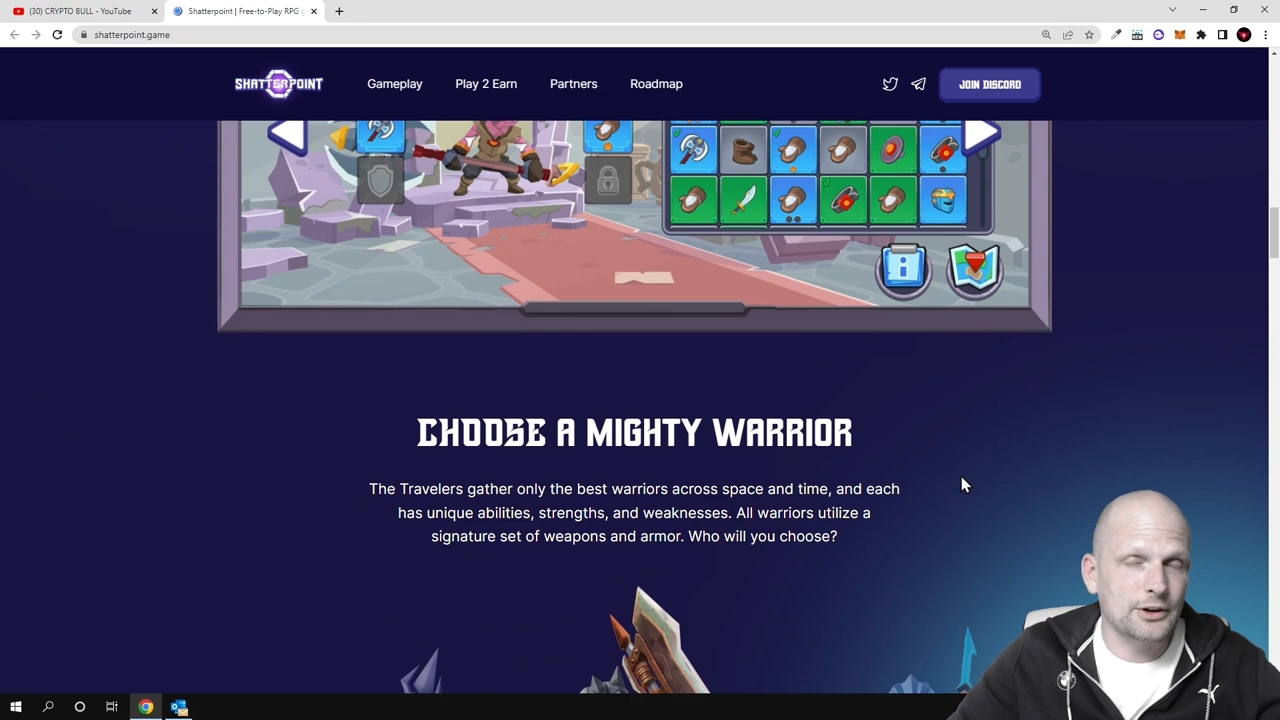 (30) CRYPTO BULL - YouTube
Shatterpoint | Free-to-Play RPG
shatterpoint.game
SHATTERPOINT
Gameplay
Play 2 Earn
Partners
Roadmap
JOIN DISCORD
CHOOSE A MIGHTY WARRIOR
The Travelers gather only the best warriors across space and time, and each
has unique abilities, strengths, and weaknesses. All warriors utilize a
signature set of weapons and armor. Who will you choose?